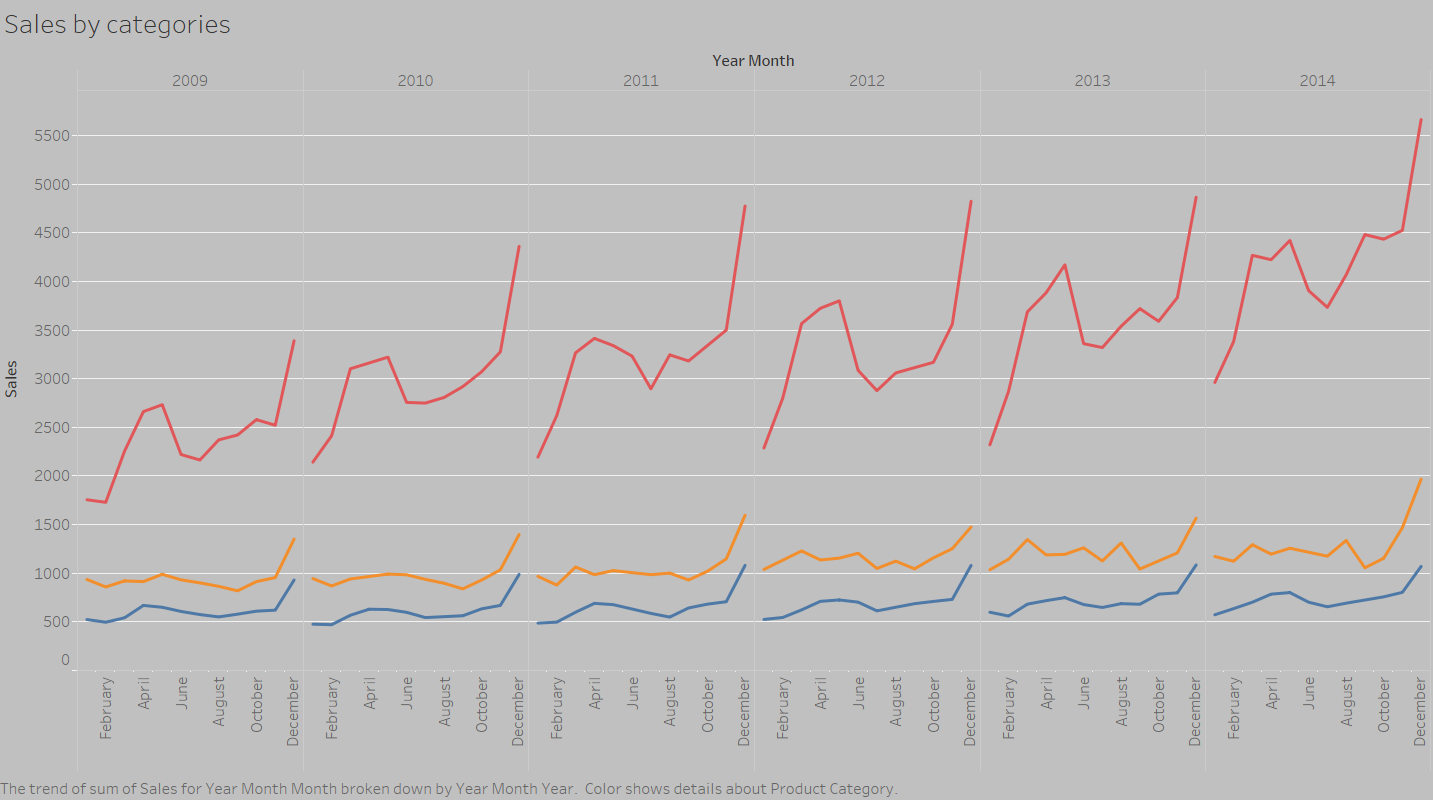 Sales by categories
Year Month
2009 2010 2011 2012 2013 2014
5500
5000
4500
4000
3500
3000
2500
2000
1500
1000
500
0
Sales
February April June August October December February April June August October December February April June August October December February April June August October December February April June August October December February April June August October December
The trend of sum of Sales for Year Month Month broken down by Year Month Year.  Color shows details about Product Category.